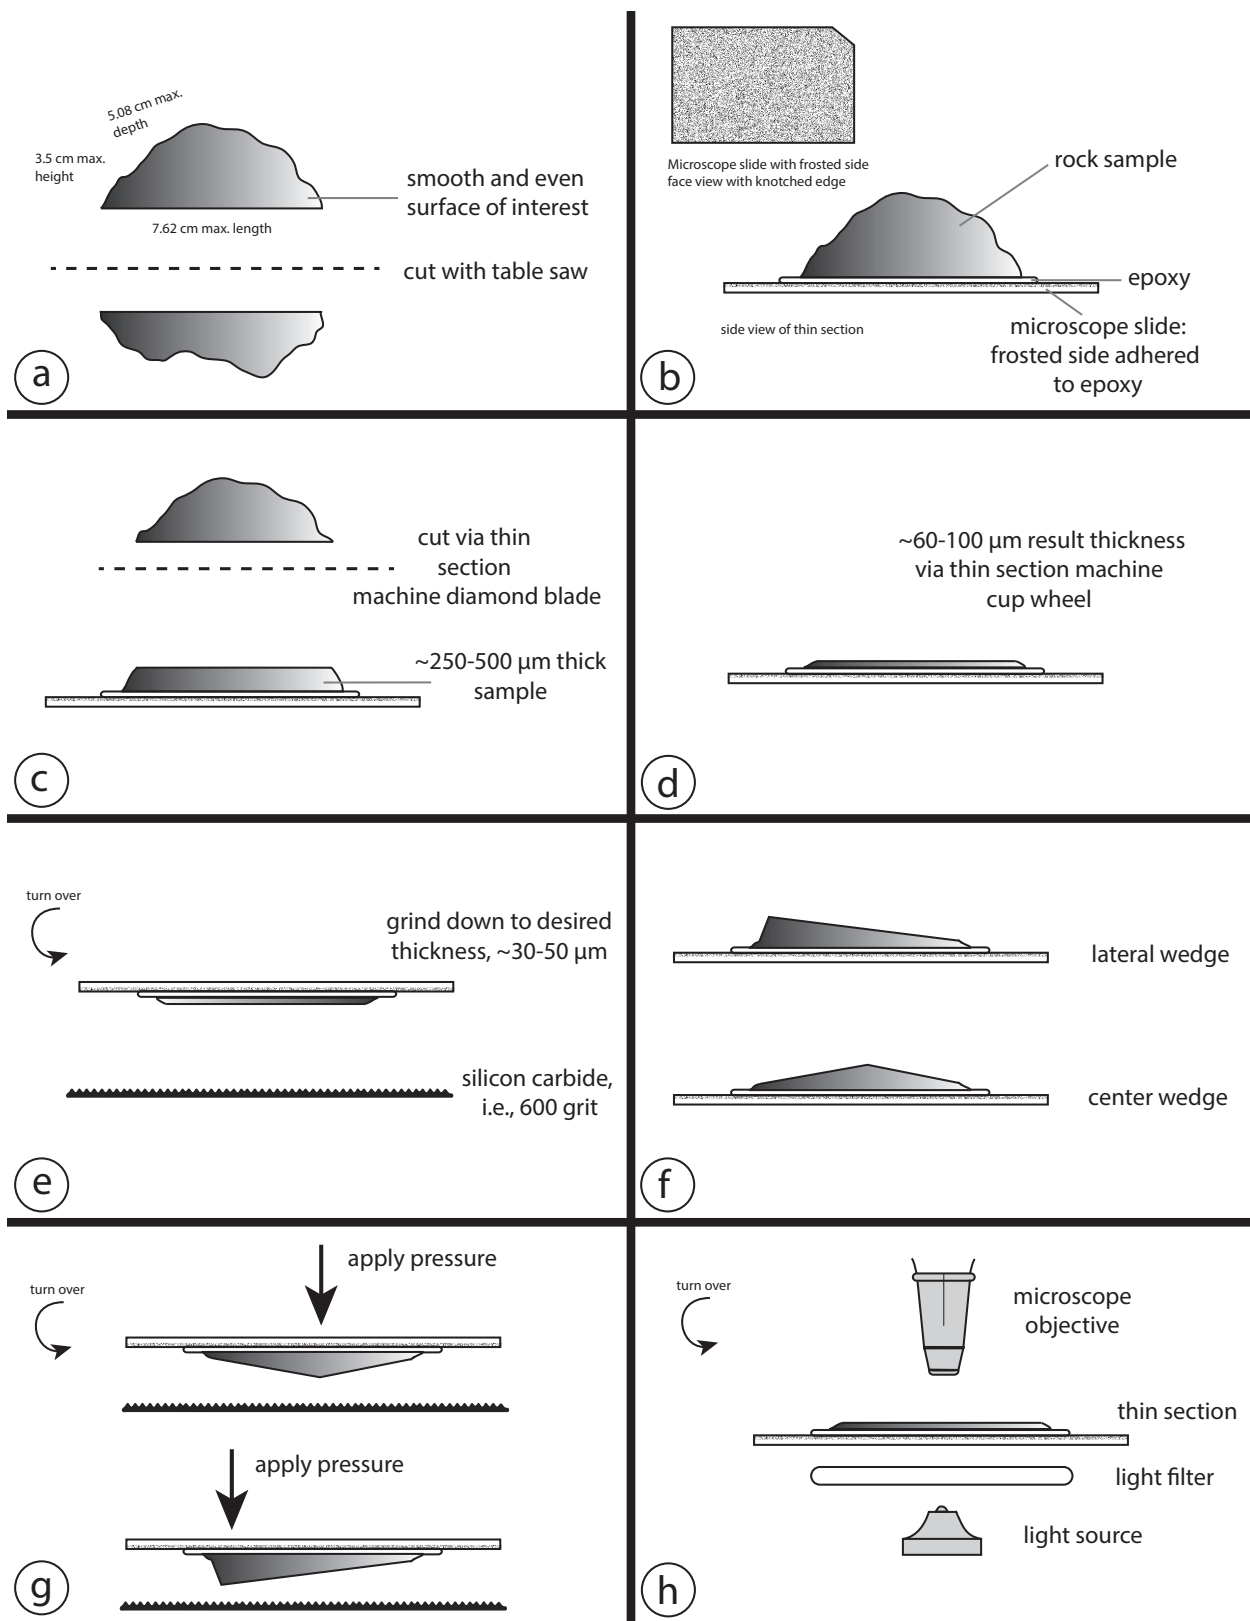 5.08 cm max.
depth
3.5 cm max.
height
smooth and even
surface of interest
7.62 cm max. length
cut with table saw
a
Microscope slide with frosted side
face view with knotched edge
rock sample
epoxy
side view of thin section
microscope slide:
frosted side adhered
to epoxy
b
cut via thin
section
machine diamond blade
~250-500 μm thick
sample
c
~60-100 μm result thickness
via thin section machine
cup wheel
d
turn over
grind down to desired
thickness, ~30-50 μm
silicon carbide,
i.e., 600 grit
e
lateral wedge
center wedge
f
apply pressure
turn over
apply pressure
g
turn over
microscope
objective
thin section
light filter
light source
h